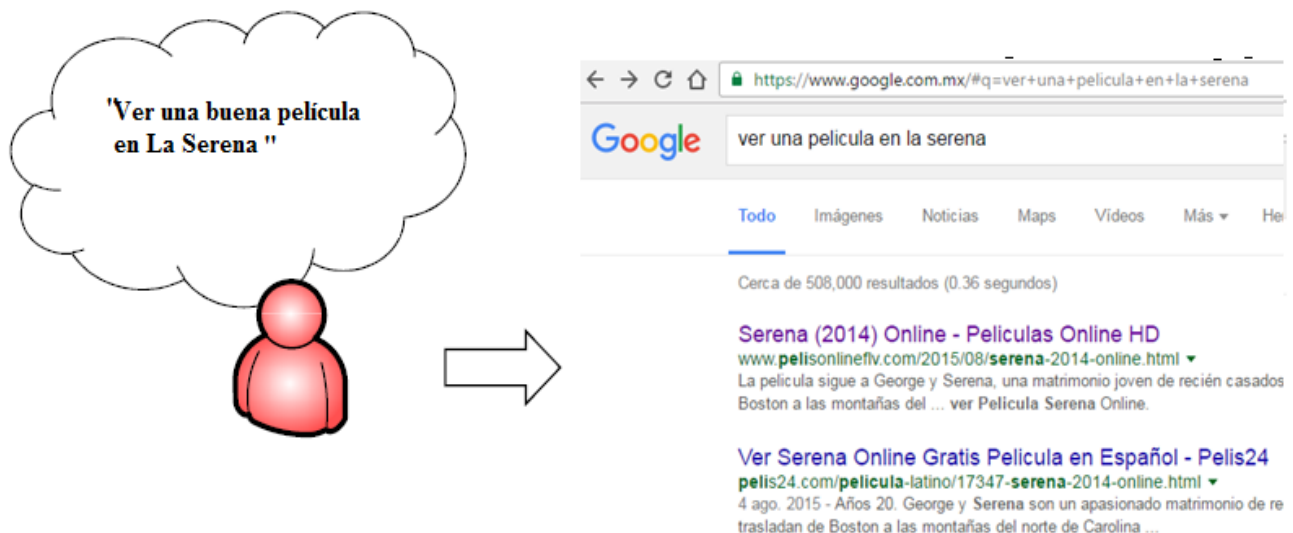 'Ver una buena película
en La Serena "
https://www.google.com.mx/#q=ver+una+pelicula+en+la+serena
Google
ver una pelicula en la serena
Todo Imágenes Noticias Maps Vídeos Más
Cerca de 508,000 resultados (0.36 segundos)
Serena (2014) Online - Peliculas Online HD
www.pelisonlineflv.com/2015/08/serena-2014-online.html
La pelicula sigue a George y Serena, una matrimonio joven de recién casados
Boston a las montañas del ... ver Pelicula Serena Online.
Ver Serena Online Gratis Pelicula en Español - Pelis24
pelis24.com/pelicula-latino/17347-serena-2014-online.html
4 ago. 2015 - Años 20. George y Serena son un apasionado matrimonio de re
trasladan de Boston a las montañas del norte de Carolina ...